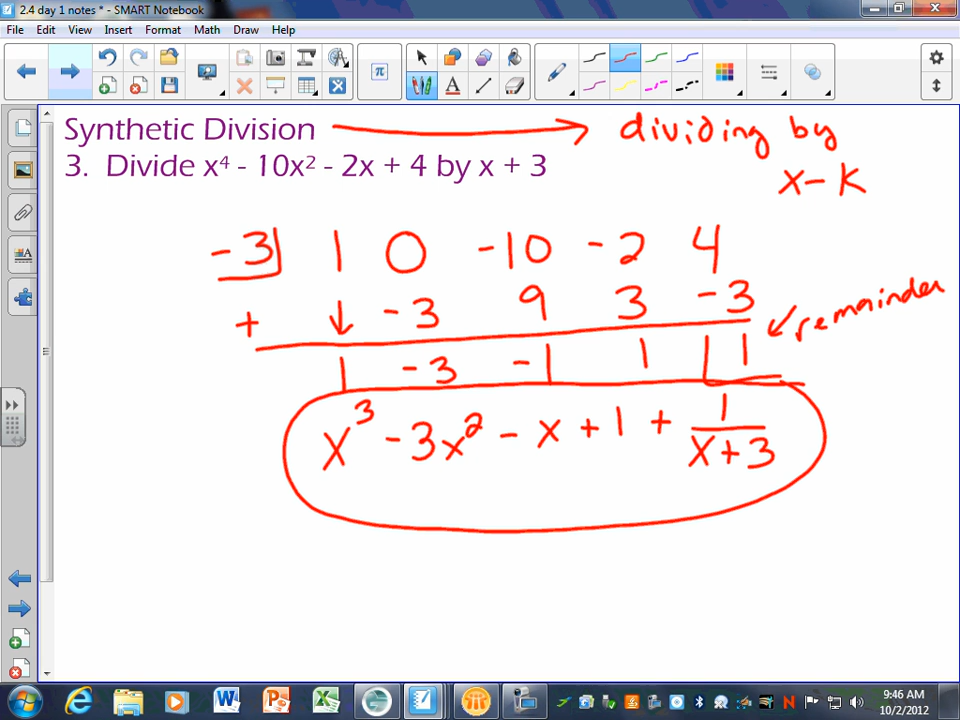 2.4 day 1 notes * - SMART Notebook
File Edit View Insert Format Math Draw Help
Synthetic Division → dividing by
x - k
3. Divide x⁴ - 10x² - 2x + 4 by x + 3
-3 1 0 -10 -2 4
+ ↓ -3 9 3 -3
remainder
1 -3 -1 1 1
x³ - 3x² - x + 1 + 1/(x+3)
9:46 AM
10/2/2012